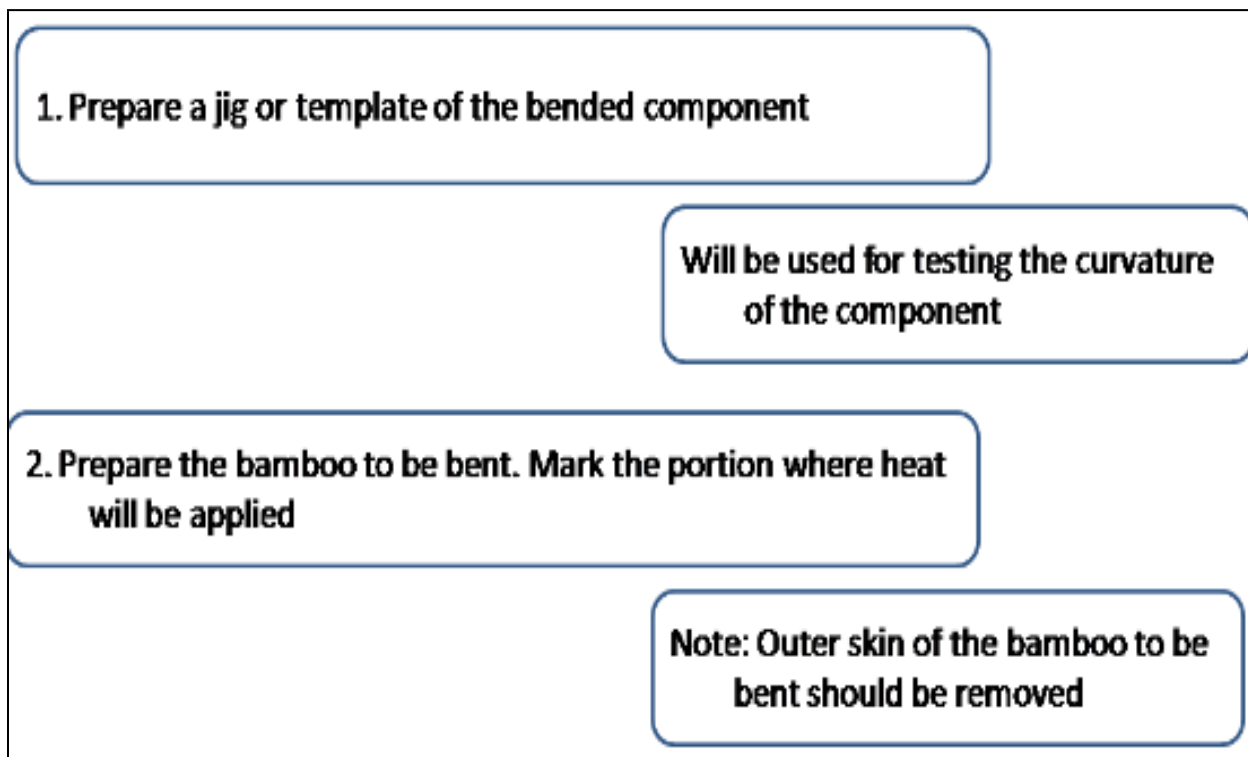 1. Prepare a jig or template of the bended component
Will be used for testing the curvature
of the component
2. Prepare the bamboo to be bent. Mark the portion where heat
will be applied
Note: Outer skin of the bamboo to be
bent should be removed